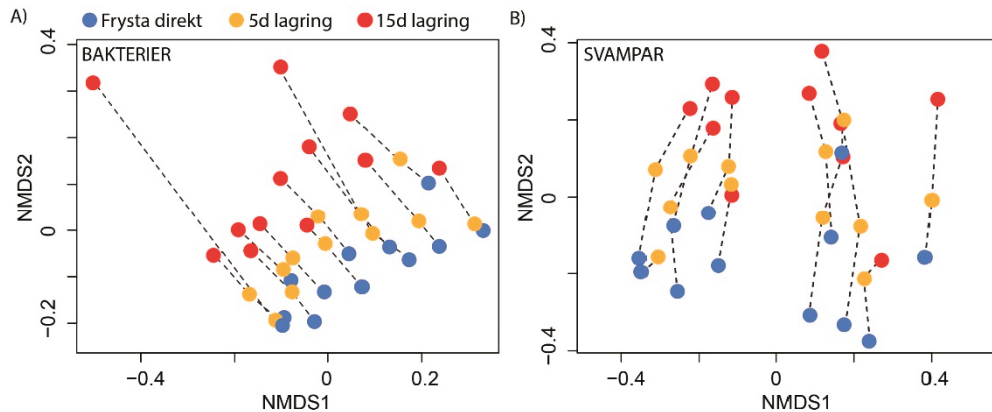 A) Frysta direkt 5d lagring 15d lagring B)
BAKTERIER
0.4
0
−0.2
NMDS2
−0.4 0 0.2
NMDS1
SVAMPAR
0.4
0
−0.4
NMDS2
−0.4 0 0.4
NMDS1